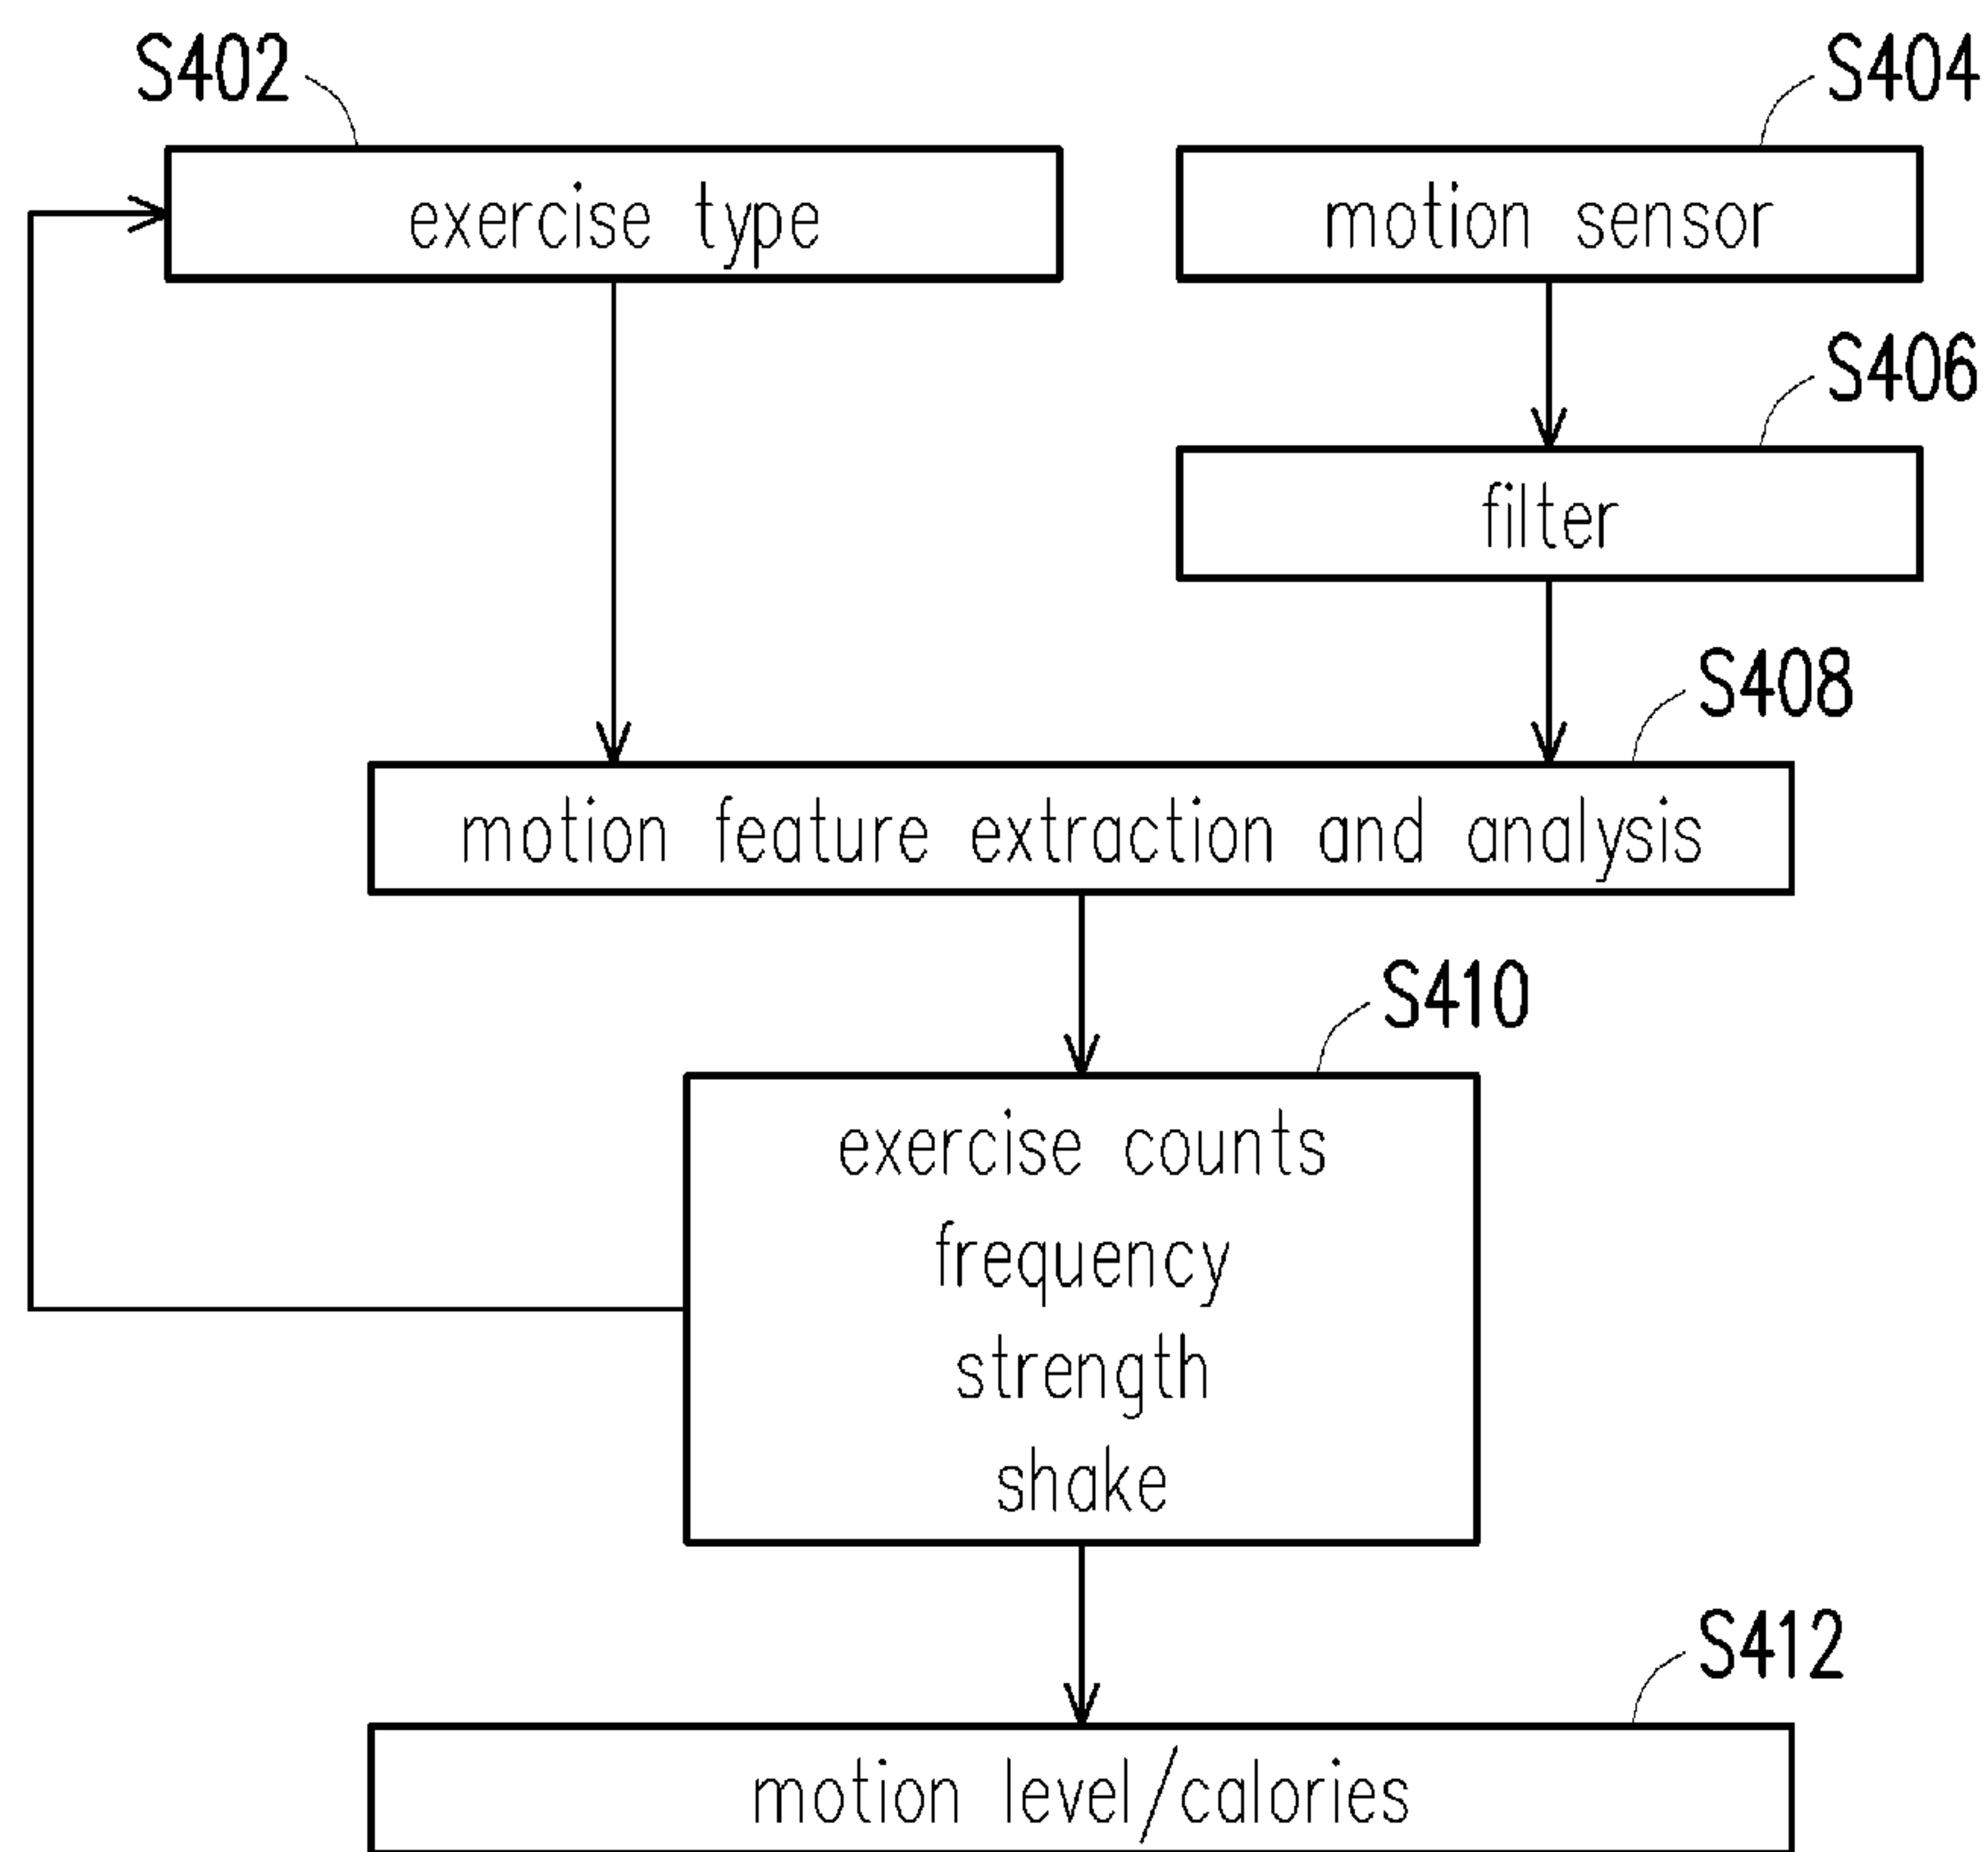 S402
S404
exercise type
motion sensor
S406
filter
S408
motion feature extraction and analysis
S410
exercise counts
frequency
strength
shake
S412
motion level/calories